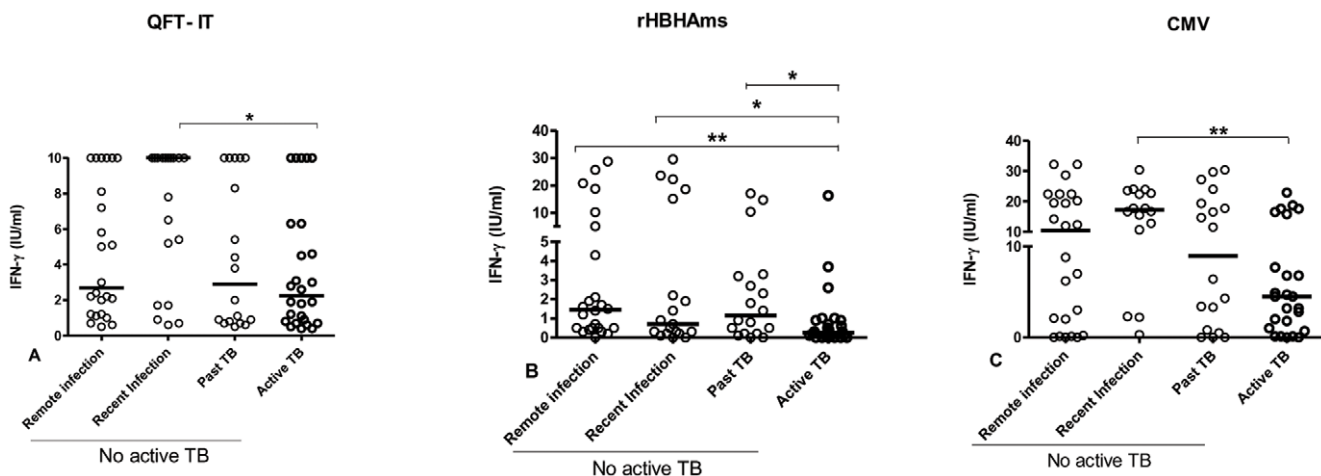 QFT - IT
IFN-γ (IU/ml)
10
8
6
4
2
0
*
A
Remote infection
Recent Infection
Past TB
Active TB
No active TB
rHBHAms
IFN-γ (IU/ml)
40
30
20
10
5
4
3
2
1
0
*
*
**
B
Remote infection
Recent Infection
Past TB
Active TB
No active TB
CMV
IFN-γ (IU/ml)
40
30
20
10
10
0
**
C
Remote infection
Recent Infection
Past TB
Active TB
No active TB